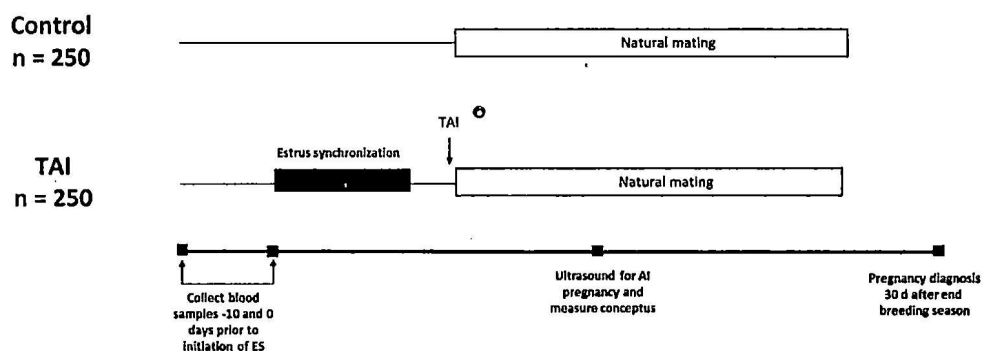 Control
n = 250
Natural mating
TAI
Estrus synchronization
TAI
n = 250
Natural mating
Collect blood
samples -10 and 0
days prior to
initiation of ES
Ultrasound for AI
pregnancy and
measure conceptus
Pregnancy diagnosis
30 d after end
breeding season